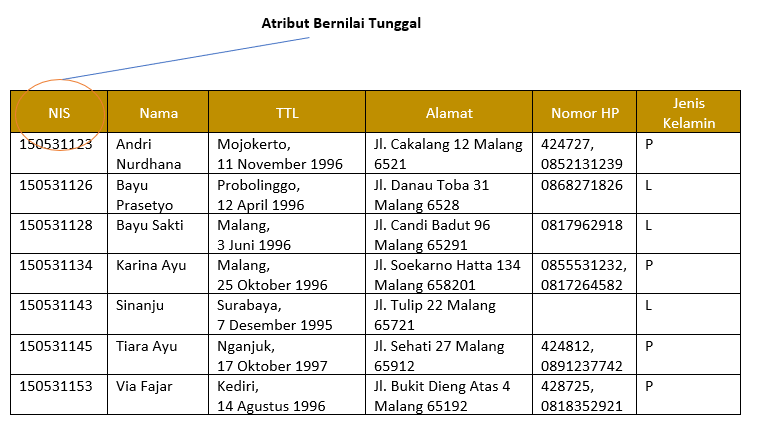 Atribut Bernilai Tunggal
NIS Nama TTL Alamat Nomor HP Jenis
Kelamin
150531123 Andri Mojokerto, Jl. Cakalang 12 Malang 424727, P
Nurdhana 11 November 1996 6521 0852131239
150531126 Bayu Probolinggo, Jl. Danau Toba 31 0868271826 L
Prasetyo 12 April 1996 Malang 6528
150531128 Bayu Sakti Malang, Jl. Candi Badut 96 0817962918 L
3 Juni 1996 Malang 65291
150531134 Karina Ayu Malang, Jl. Soekarno Hatta 134 0855531232, P
25 Oktober 1996 Malang 658201 0817264582
150531143 Sinanju Surabaya, Jl. Tulip 22 Malang L
7 Desember 1995 65721
150531145 Tiara Ayu Nganjuk, Jl. Sehati 27 Malang 424812, P
17 Oktober 1997 65912 0891237742
150531153 Via Fajar Kediri, Jl. Bukit Dieng Atas 4 428725, P
14 Agustus 1996 Malang 65192 0818352921